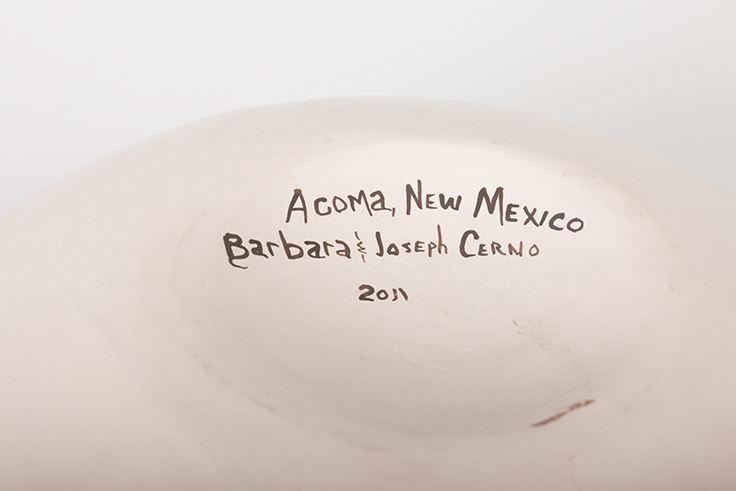 Acoma, New Mexico
Barbara & Joseph Cerno
2011